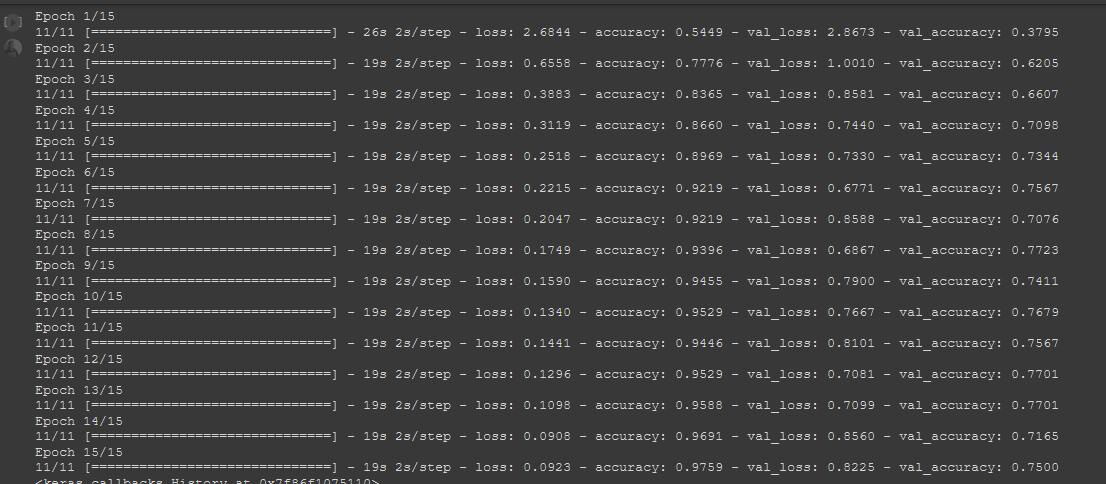 Epoch 1/15
11/11 [==============================] - 26s 2s/step - loss: 2.6844 - accuracy: 0.5449 - val_loss: 2.8673 - val_accuracy: 0.3795
Epoch 2/15
11/11 [==============================] - 19s 2s/step - loss: 0.6558 - accuracy: 0.7776 - val_loss: 1.0010 - val_accuracy: 0.6205
Epoch 3/15
11/11 [==============================] - 19s 2s/step - loss: 0.3883 - accuracy: 0.8365 - val_loss: 0.8581 - val_accuracy: 0.6607
Epoch 4/15
11/11 [==============================] - 19s 2s/step - loss: 0.3119 - accuracy: 0.8660 - val_loss: 0.7440 - val_accuracy: 0.7098
Epoch 5/15
11/11 [==============================] - 19s 2s/step - loss: 0.2518 - accuracy: 0.8969 - val_loss: 0.7330 - val_accuracy: 0.7344
Epoch 6/15
11/11 [==============================] - 19s 2s/step - loss: 0.2215 - accuracy: 0.9219 - val_loss: 0.6771 - val_accuracy: 0.7567
Epoch 7/15
11/11 [==============================] - 19s 2s/step - loss: 0.2047 - accuracy: 0.9219 - val_loss: 0.8588 - val_accuracy: 0.7076
Epoch 8/15
11/11 [==============================] - 19s 2s/step - loss: 0.1749 - accuracy: 0.9396 - val_loss: 0.6867 - val_accuracy: 0.7723
Epoch 9/15
11/11 [==============================] - 19s 2s/step - loss: 0.1590 - accuracy: 0.9455 - val_loss: 0.7900 - val_accuracy: 0.7411
Epoch 10/15
11/11 [==============================] - 19s 2s/step - loss: 0.1340 - accuracy: 0.9529 - val_loss: 0.7667 - val_accuracy: 0.7679
Epoch 11/15
11/11 [==============================] - 19s 2s/step - loss: 0.1441 - accuracy: 0.9446 - val_loss: 0.8101 - val_accuracy: 0.7567
Epoch 12/15
11/11 [==============================] - 19s 2s/step - loss: 0.1296 - accuracy: 0.9529 - val_loss: 0.7081 - val_accuracy: 0.7701
Epoch 13/15
11/11 [==============================] - 19s 2s/step - loss: 0.1098 - accuracy: 0.9588 - val_loss: 0.7099 - val_accuracy: 0.7701
Epoch 14/15
11/11 [==============================] - 19s 2s/step - loss: 0.0908 - accuracy: 0.9691 - val_loss: 0.8560 - val_accuracy: 0.7165
Epoch 15/15
11/11 [==============================] - 19s 2s/step - loss: 0.0923 - accuracy: 0.9759 - val_loss: 0.8225 - val_accuracy: 0.7500
<keras.callbacks.History at 0x7f86f1075110>